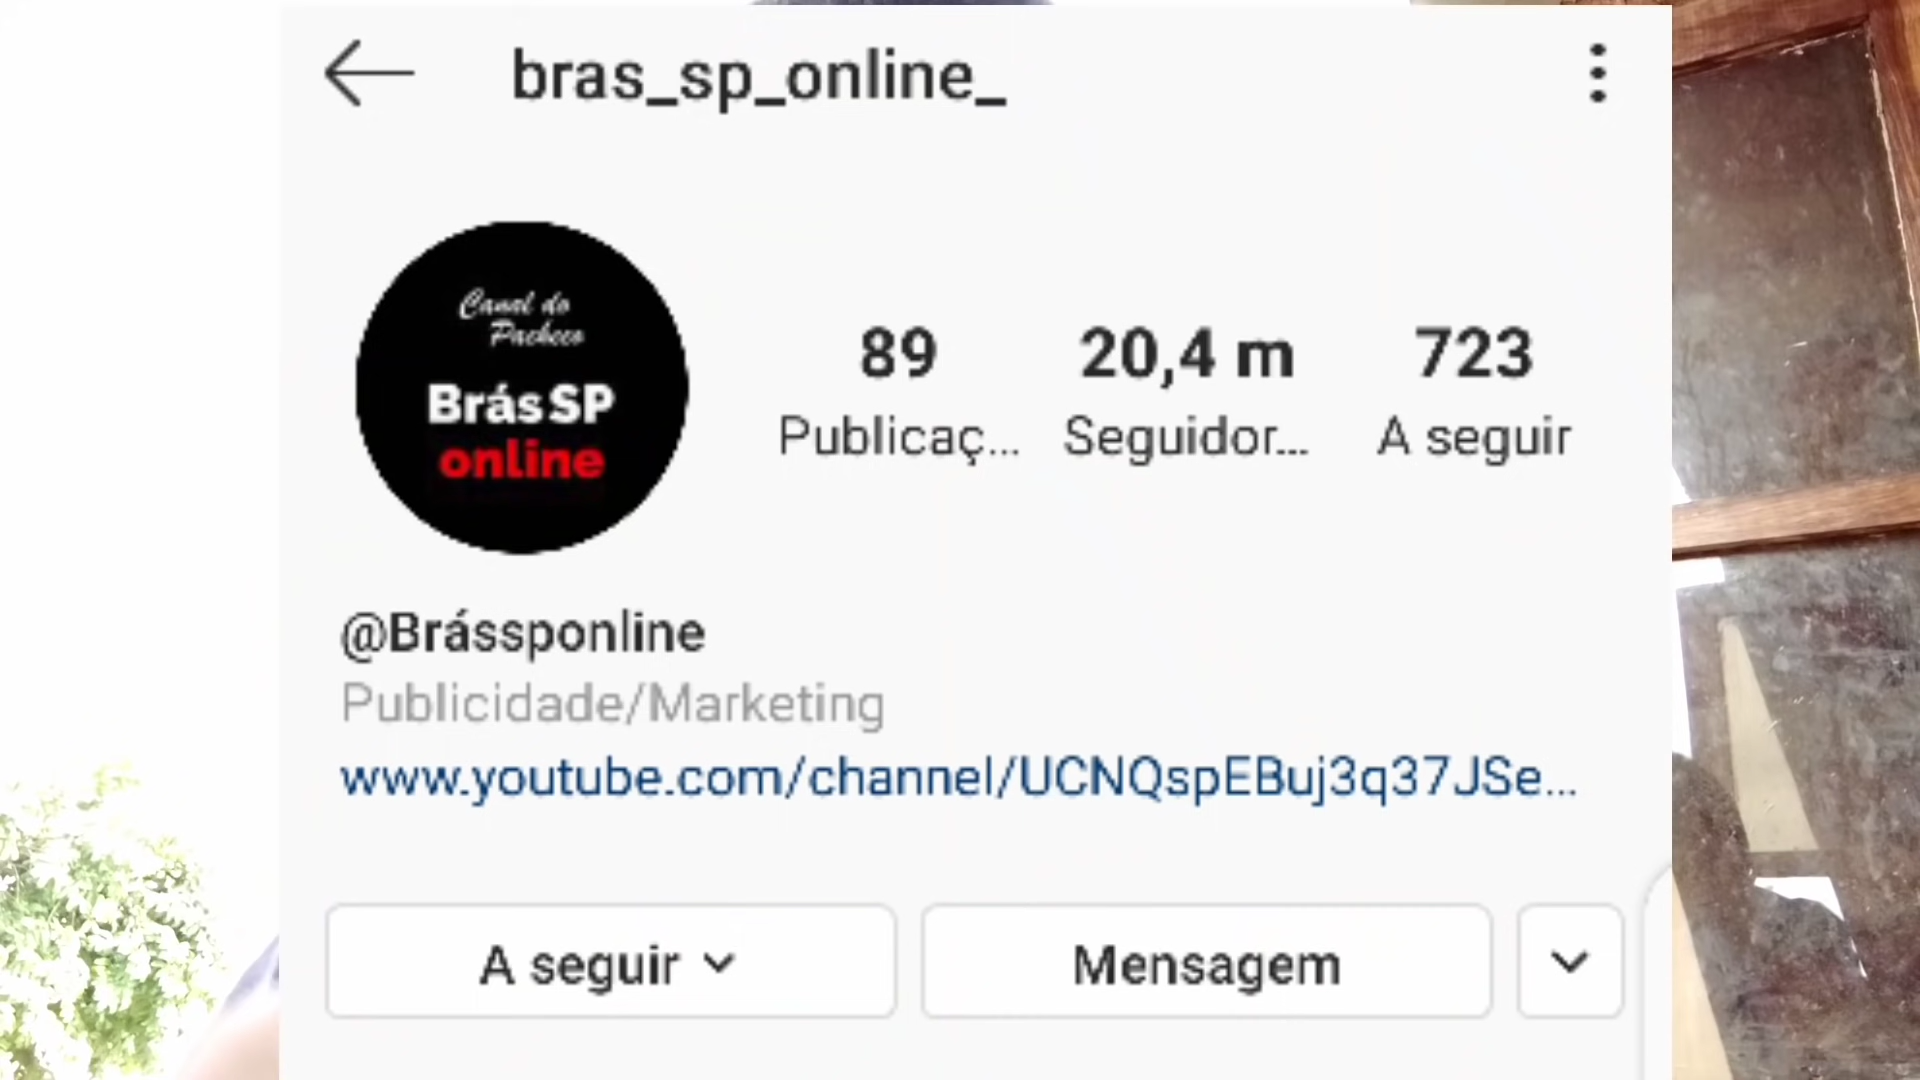 bras_sp_online_
Canal do
Pacheco
Brás SP
online
89
Publicaç...
20,4 m
Seguidor...
723
A seguir
@Brássponline
Publicidade/Marketing
www.youtube.com/channel/UCNQspEBuj3q37JSe...
A seguir
Mensagem